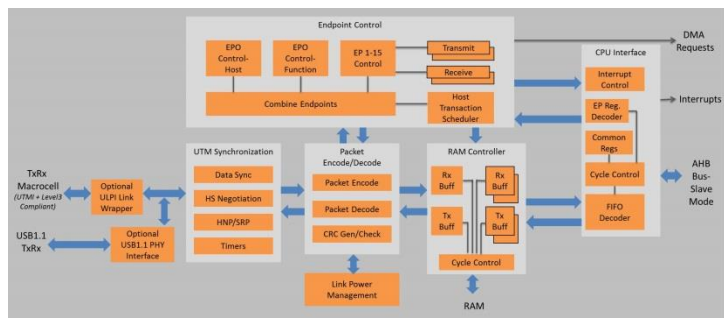 Endpoint Control
EPO
Control-
Host
EPO
Control-
Function
EP 1-15
Control
Transmit
Receive
Combine Endpoints
Host
Transaction
Scheduler
DMA
Requests
CPU Interface
Interrupt
Control
EP Reg.
Decoder
Common
Regs
Cycle Control
FIFO
Decoder
Interrupts
AHB
Bus-
Slave
Mode
UTM Synchronization
Data Sync
HS Negotiation
HNP/SRP
Timers
Packet
Encode/Decode
Packet Encode
Packet Decode
CRC Gen/Check
RAM Controller
Rx
Buff
Rx
Buff
Tx
Buff
Tx
Buff
Cycle Control
TxRx
Macrocell
(UTMI + Level3
Compliant)
Optional
ULPI Link
Wrapper
USB1.1
TxRx
Optional
USB1.1 PHY
Interface
Link Power
Management
RAM